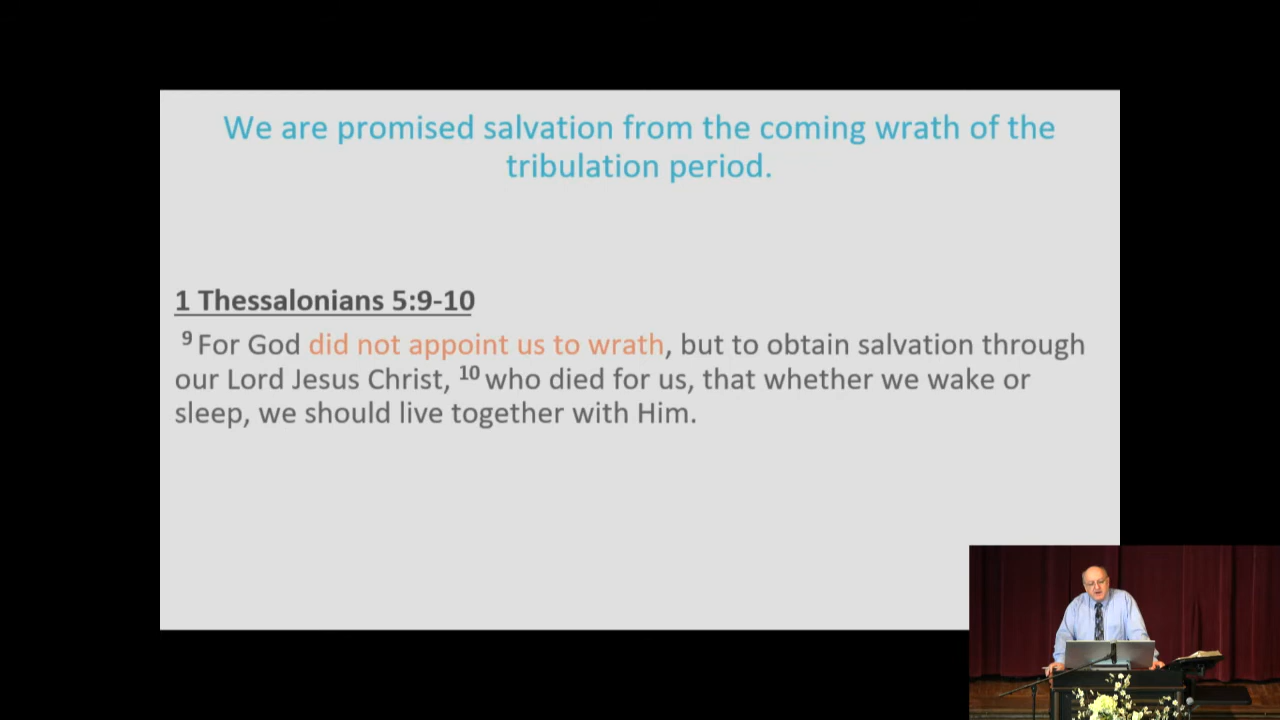 We are promised salvation from the coming wrath of the
tribulation period.
1 Thessalonians 5:9-10
9 For God did not appoint us to wrath, but to obtain salvation through
our Lord Jesus Christ, 10 who died for us, that whether we wake or
sleep, we should live together with Him.